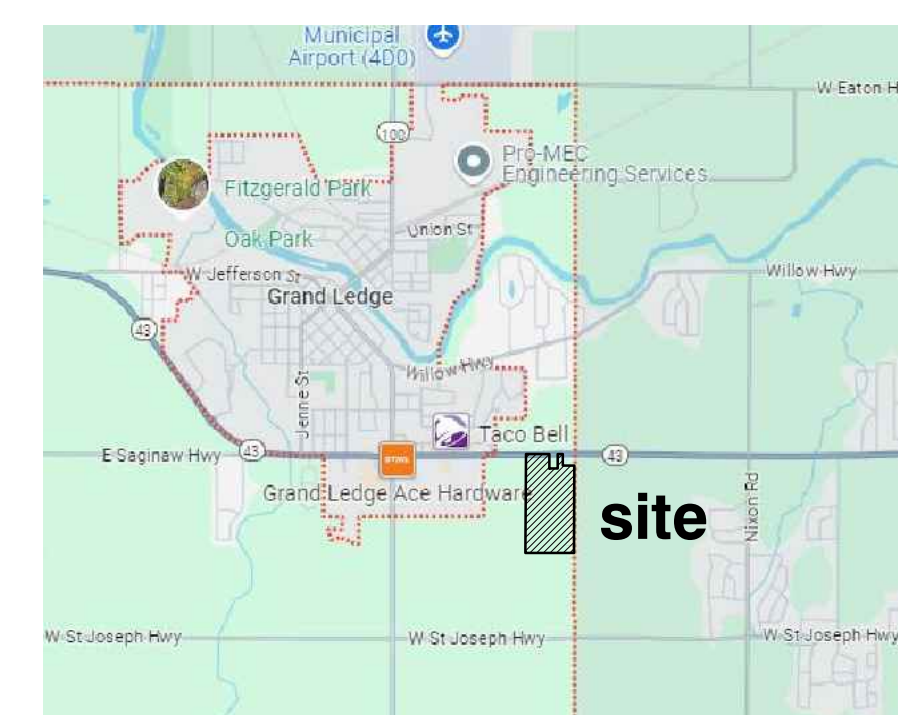 Municipal
Airport (4D0)
W Eaton H
100
Pro-MEC
Engineering Services
Fitzgerald Park
Oak Park
Union St
W Jefferson St
Willow Hwy
Grand Ledge
43
Willow Hwy
Jenne St
Taco Bell
E Saginaw Hwy
43
43
Grand Ledge Ace Hardware
site
Nixon Rd
W St Joseph Hwy
W St Joseph Hwy
W St Joseph Hwy